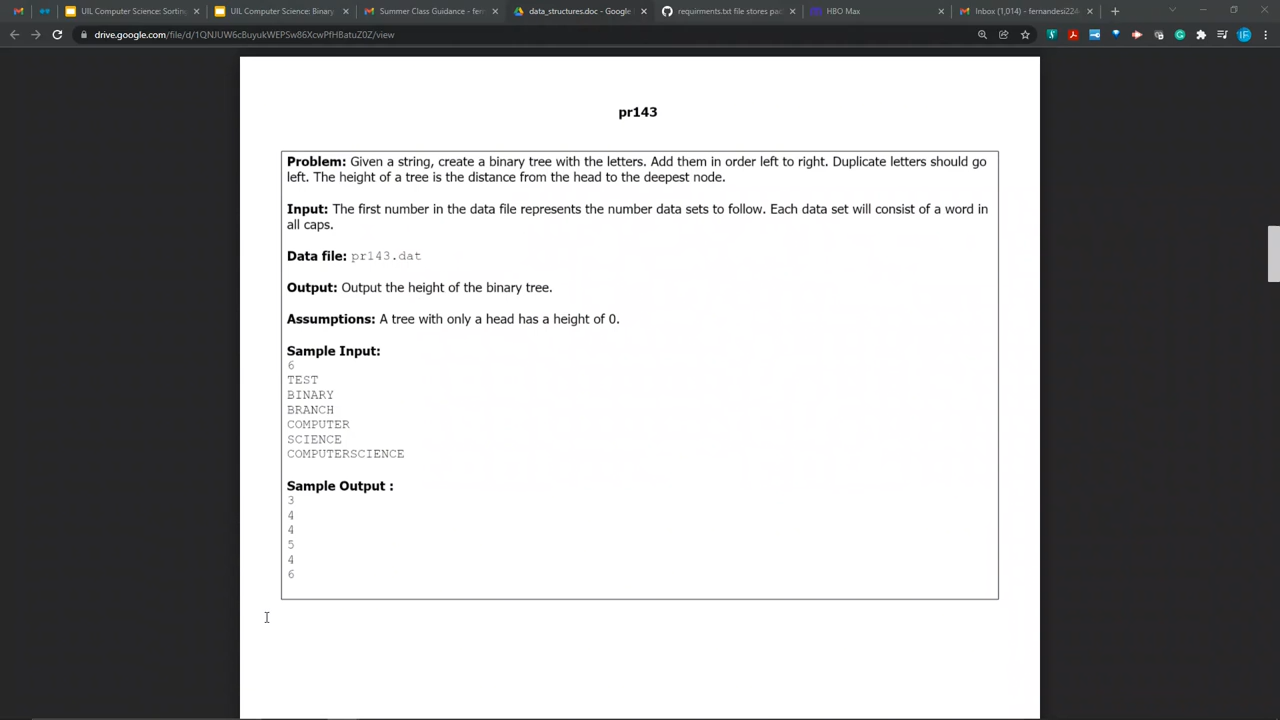 UIL Computer Science: Sorting
UIL Computer Science: Binary
Summer Class Guidance - fern
data_structures.doc - Google
requirments.txt file stores pac
HBO Max
Inbox (1,014) - fernandesi224
drive.google.com/file/d/1QNJUW6cBuyukWEPSw86XcwPfHBatuZ0Z/view
IF
pr143
Problem: Given a string, create a binary tree with the letters. Add them in order left to right. Duplicate letters should go
left. The height of a tree is the distance from the head to the deepest node.
Input: The first number in the data file represents the number data sets to follow. Each data set will consist of a word in
all caps.
Data file: pr143.dat
Output: Output the height of the binary tree.
Assumptions: A tree with only a head has a height of 0.
Sample Input:
6
TEST
BINARY
BRANCH
COMPUTER
SCIENCE
COMPUTERSCIENCE
Sample Output :
3
4
4
5
4
6